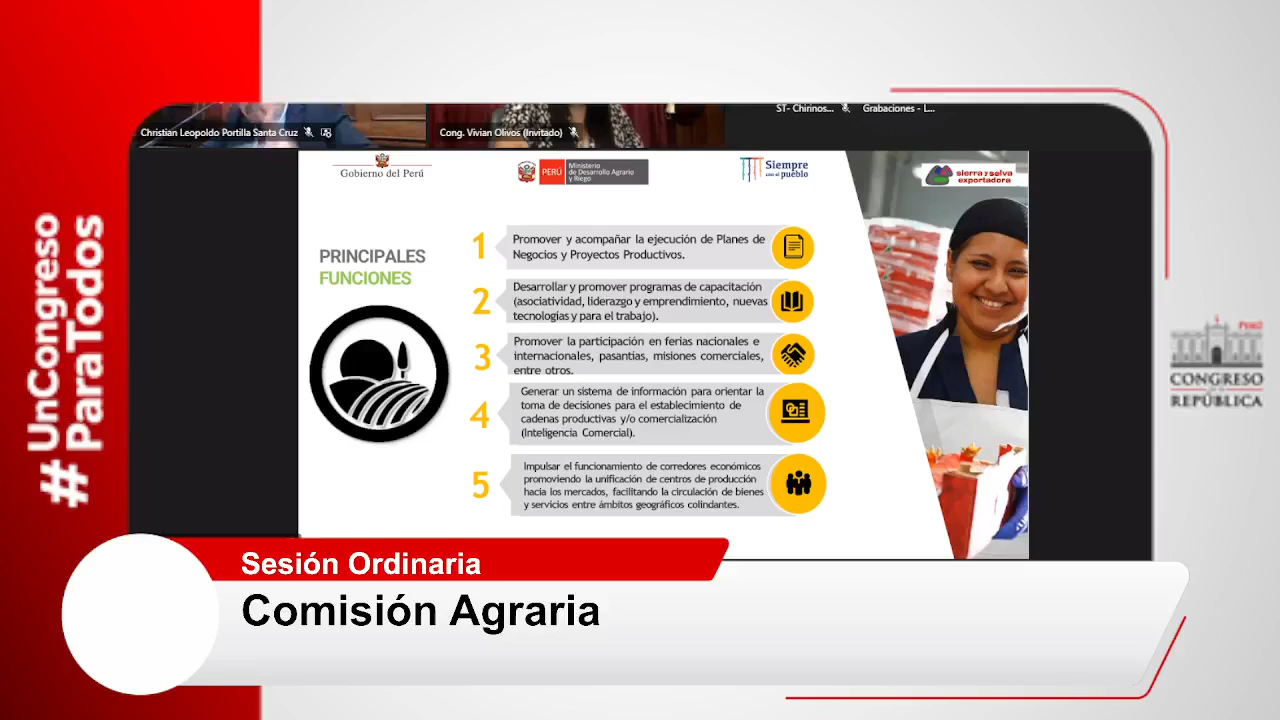 #UnCongreso
ParaTodos
Christian Leopoldo Portilla Santa Cruz
Cong. Vivian Olivos (Invitado)
ST- Chirinos...
Grabaciones - L...
Gobierno del Perú
PERÚ
Ministerio
de Desarrollo Agrario
y Riego
Siempre
con el pueblo
sierra y selva
exportadora
PRINCIPALES
FUNCIONES
1
Promover y acompañar la ejecución de Planes de
Negocios y Proyectos Productivos.
2
Desarrollar y promover programas de capacitación
(asociatividad, liderazgo y emprendimiento, nuevas
tecnologías y para el trabajo).
3
Promover la participación en ferias nacionales e
internacionales, pasantias, misiones comerciales,
entre otros.
4
Generar un sistema de información para orientar la
toma de decisiones para el establecimiento de
cadenas productivas y/o comercialización
(Inteligencia Comercial).
5
Impulsar el funcionamiento de corredores económicos
promoviendo la unificación de centros de producción
hacia los mercados, facilitando la circulación de bienes
y servicios entre ámbitos geográficos colindantes.
PERÚ
CONGRESO
REPÚBLICA
Sesión Ordinaria
Comisión Agraria